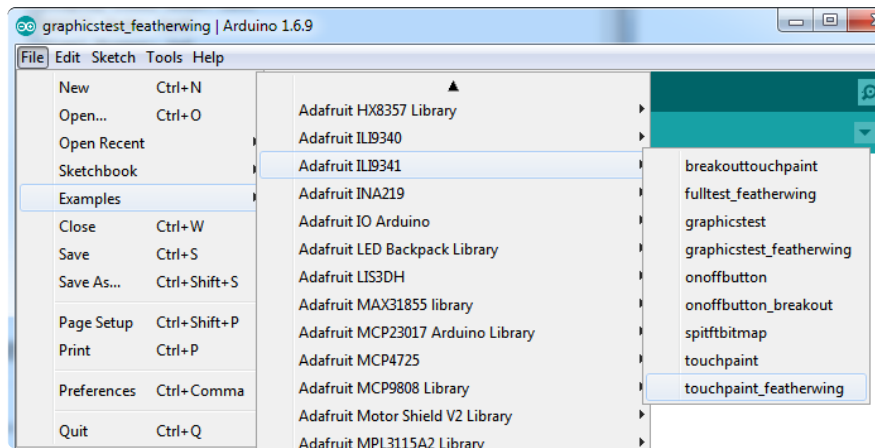 graphicstest_featherwing | Arduino 1.6.9
File Edit Sketch Tools Help
New Ctrl+N
Open... Ctrl+O
Open Recent
Sketchbook
Examples
Close Ctrl+W
Save Ctrl+S
Save As... Ctrl+Shift+S
Page Setup Ctrl+Shift+P
Print Ctrl+P
Preferences Ctrl+Comma
Quit Ctrl+Q
Adafruit HX8357 Library
Adafruit ILI9340
Adafruit ILI9341
Adafruit INA219
Adafruit IO Arduino
Adafruit LED Backpack Library
Adafruit LIS3DH
Adafruit MAX31855 library
Adafruit MCP23017 Arduino Library
Adafruit MCP4725
Adafruit MCP9808 Library
Adafruit Motor Shield V2 Library
Adafruit MPL3115A2 Library
breakouttouchpaint
fulltest_featherwing
graphicstest
graphicstest_featherwing
onoffbutton
onoffbutton_breakout
spitftbitmap
touchpaint
touchpaint_featherwing